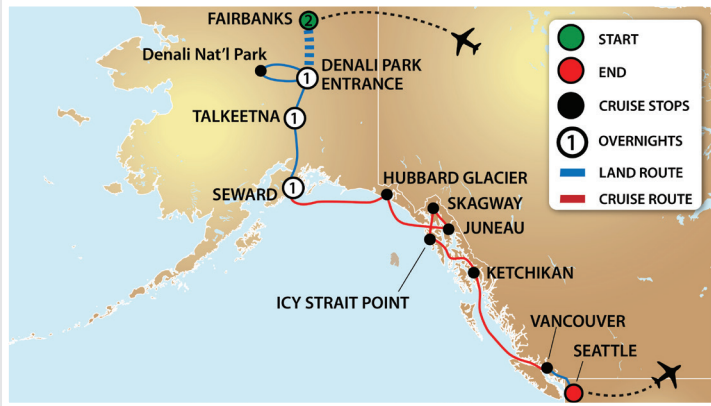 FAIRBANKS
2
Denali Nat'l Park
DENALI PARK
ENTRANCE
1
TALKEETNA
1
SEWARD
1
HUBBARD GLACIER
SKAGWAY
JUNEAU
KETCHIKAN
ICY STRAIT POINT
VANCOUVER
SEATTLE
START
END
CRUISE STOPS
1
OVERNIGHTS
LAND ROUTE
CRUISE ROUTE